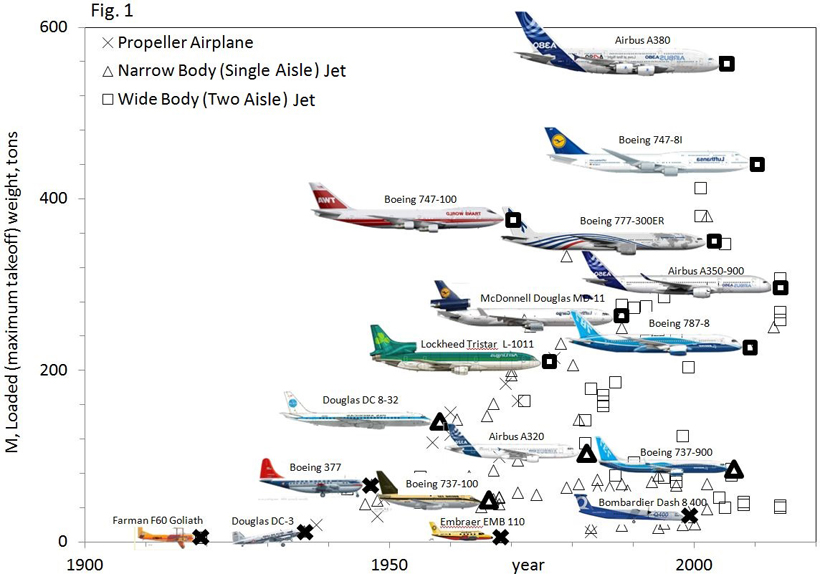 Fig. 1
600
× Propeller Airplane
△ Narrow Body (Single Aisle) Jet
□ Wide Body (Two Aisle) Jet
Airbus A380
Boeing 747-8I
400
Boeing 747-100
Boeing 777-300ER
Airbus A350-900
McDonnell Douglas MD-11
Boeing 787-8
Lockheed Tristar L-1011
200
Douglas DC 8-32
Airbus A320
Boeing 737-900
Boeing 377
Boeing 737-100
Bombardier Dash 8 400
Farman F60 Goliath
Douglas DC-3
Embraer EMB 110
0
1900
1950
year
2000
M, Loaded (maximum takeoff) weight, tons